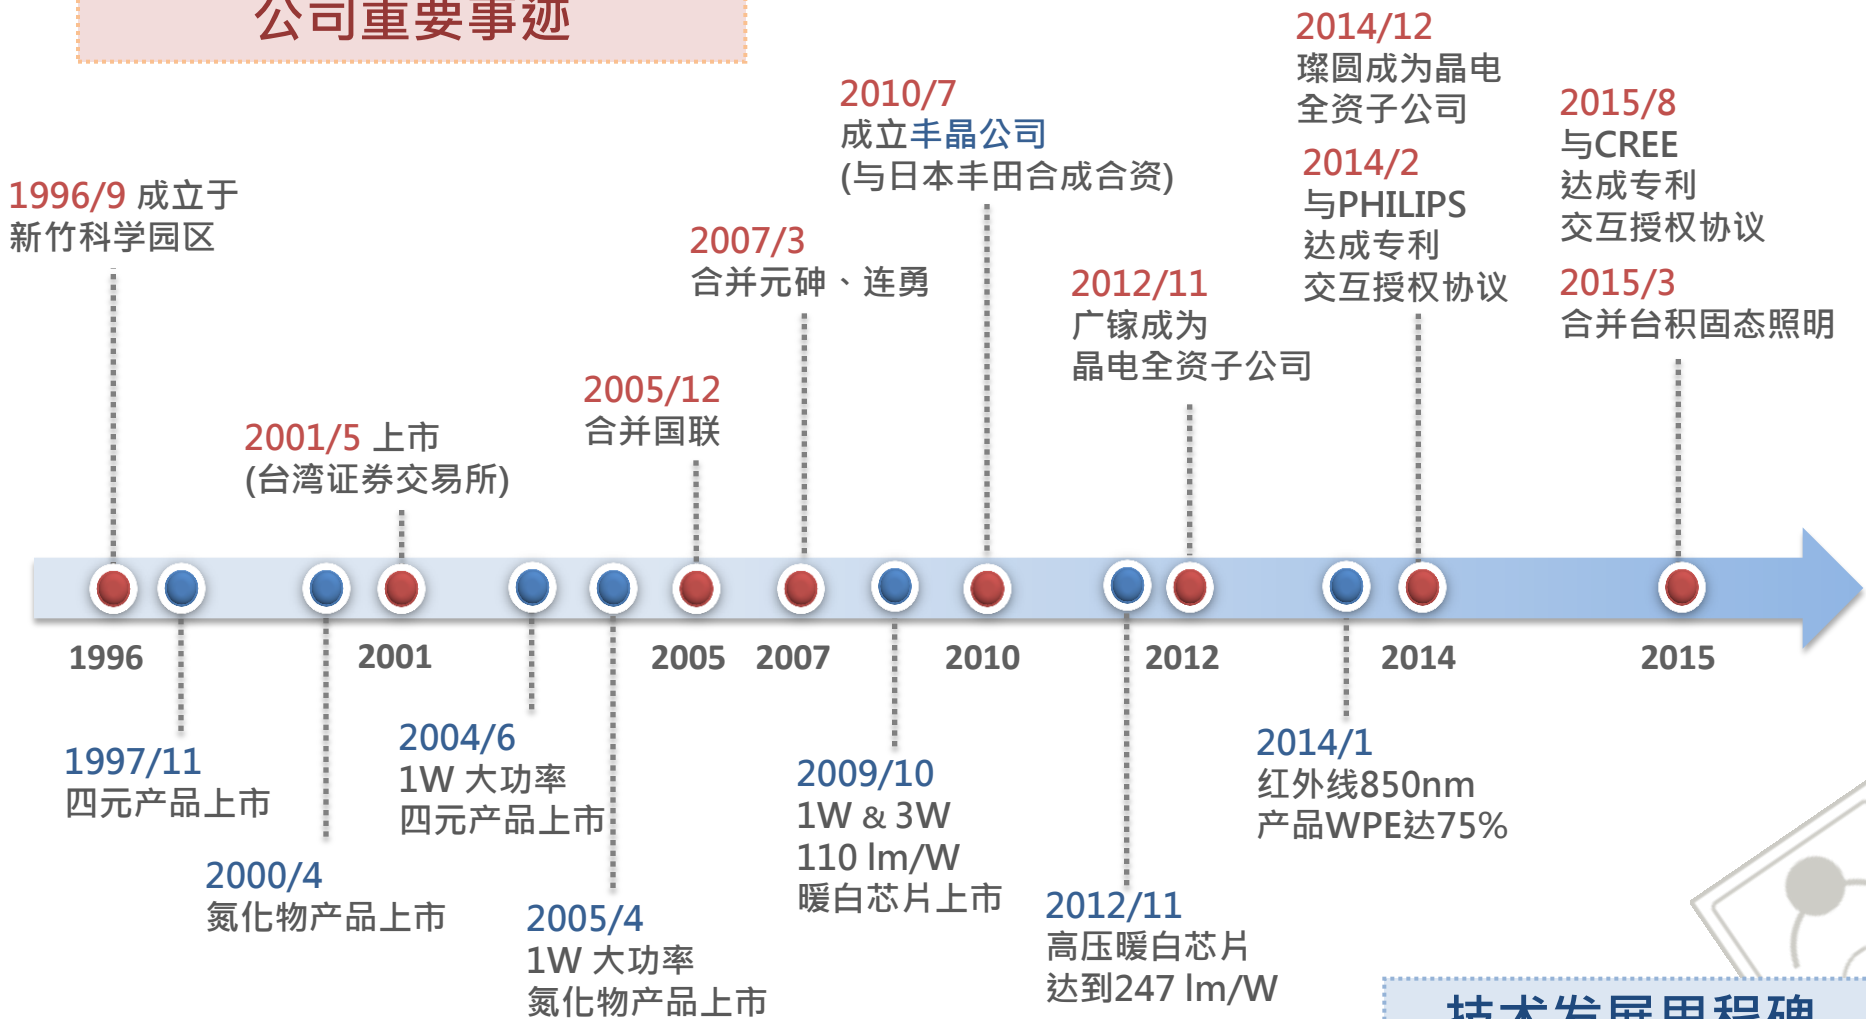 公司重要事迹
1996/9 成立于
新竹科学园区
2001/5 上市
(台湾证券交易所)
2005/12
合并国联
2007/3
合并元砷、连勇
2010/7
成立丰晶公司
(与日本丰田合成合资)
2012/11
广镓成为
晶电全资子公司
2014/12
璨圆成为晶电
全资子公司
2014/2
与PHILIPS
达成专利
交互授权协议
2015/8
与CREE
达成专利
交互授权协议
2015/3
合并台积固态照明
1996
2001
2005
2007
2010
2012
2014
2015
1997/11
四元产品上市
2000/4
氮化物产品上市
2004/6
1W 大功率
四元产品上市
2005/4
1W 大功率
氮化物产品上市
2009/10
1W & 3W
110 lm/W
暖白芯片上市
2012/11
高压暖白芯片
达到247 lm/W
2014/1
红外线850nm
产品WPE达75%
技术发展里程碑